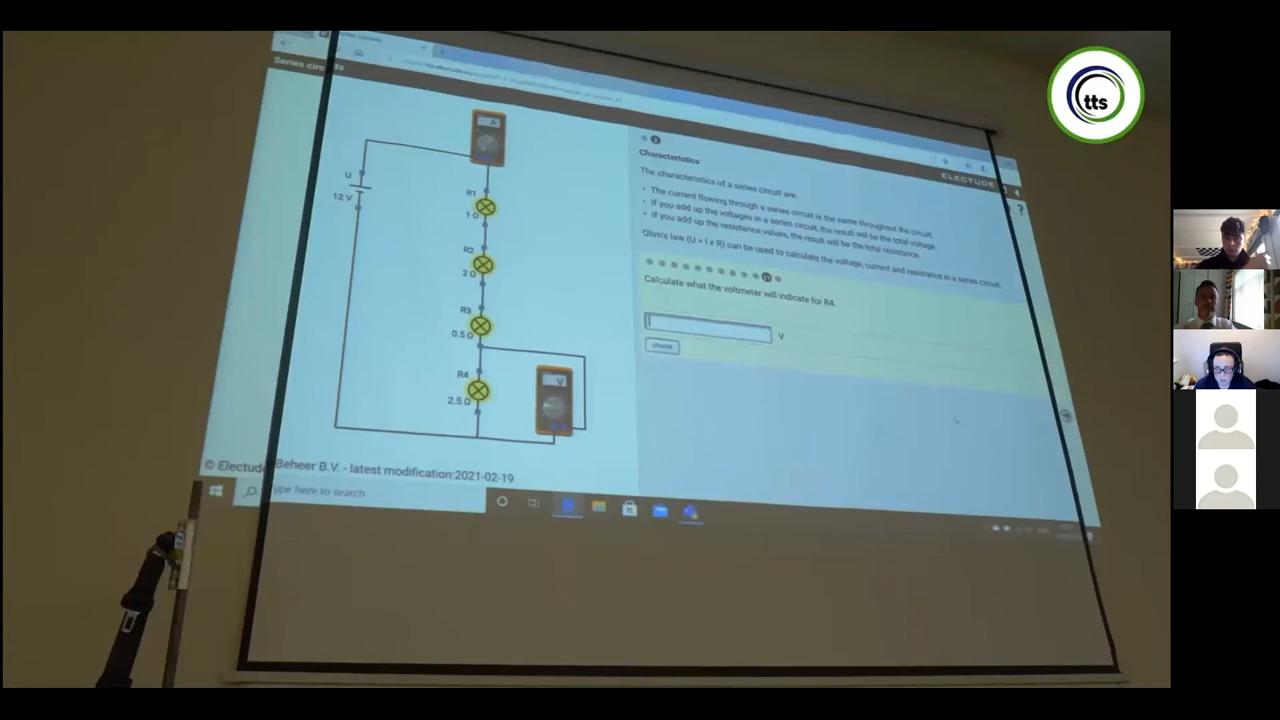 tts
Series circuits
ELECTUDE
?
A
U
12 V
R1
1 Ω
R2
2 Ω
R3
0.5 Ω
R4
2.5 Ω
V
2
Characteristics
The characteristics of a series circuit are:
• The current flowing through a series circuit is the same throughout the circuit.
• If you add up the voltages in a series circuit, the result will be the total voltage.
• If you add up the resistance values, the result will be the total resistance.
Ohm's law (U = I x R) can be used to calculate the voltage, current and resistance in a series circuit.
11
Calculate what the voltmeter will indicate for R4.
V
check
© Electude Beheer B.V. - latest modification:2021-02-19
Type here to search